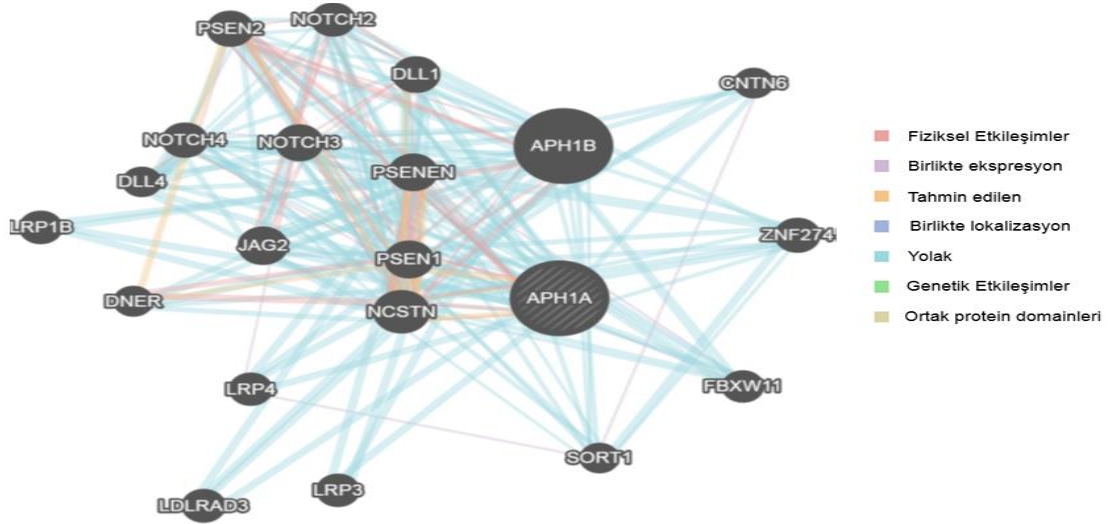 PSEN2
NOTCH2
DLL1
CNTN6
NOTCH4
NOTCH3
APH1B
PSENEN
DLL4
LRP1B
JAG2
ZNF274
PSEN1
DNER
NCSTN
APH1A
LRP4
FBXW11
SORT1
LDLRAD3
LRP3
Fiziksel Etkileşimler
Birlikte ekspresyon
Tahmin edilen
Birlikte lokalizasyon
Yolak
Genetik Etkileşimler
Ortak protein domainleri